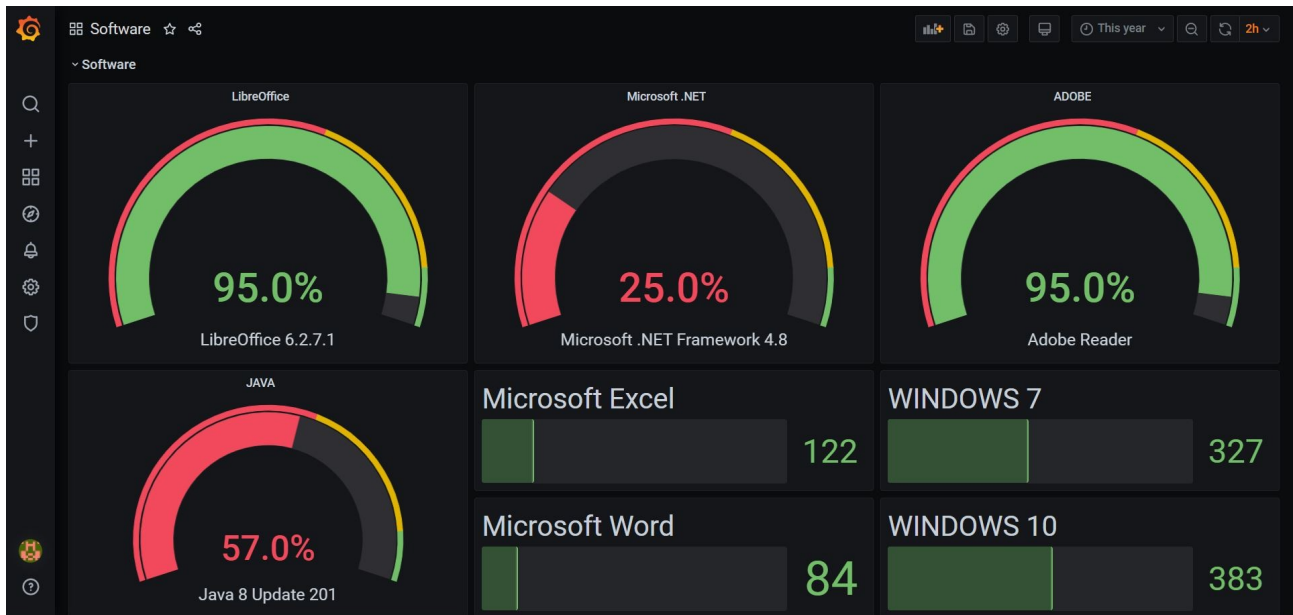 Software
This year
2h
Software
LibreOffice
95.0%
LibreOffice 6.2.7.1
Microsoft .NET
25.0%
Microsoft .NET Framework 4.8
ADOBE
95.0%
Adobe Reader
JAVA
57.0%
Java 8 Update 201
Microsoft Excel
122
WINDOWS 7
327
Microsoft Word
84
WINDOWS 10
383